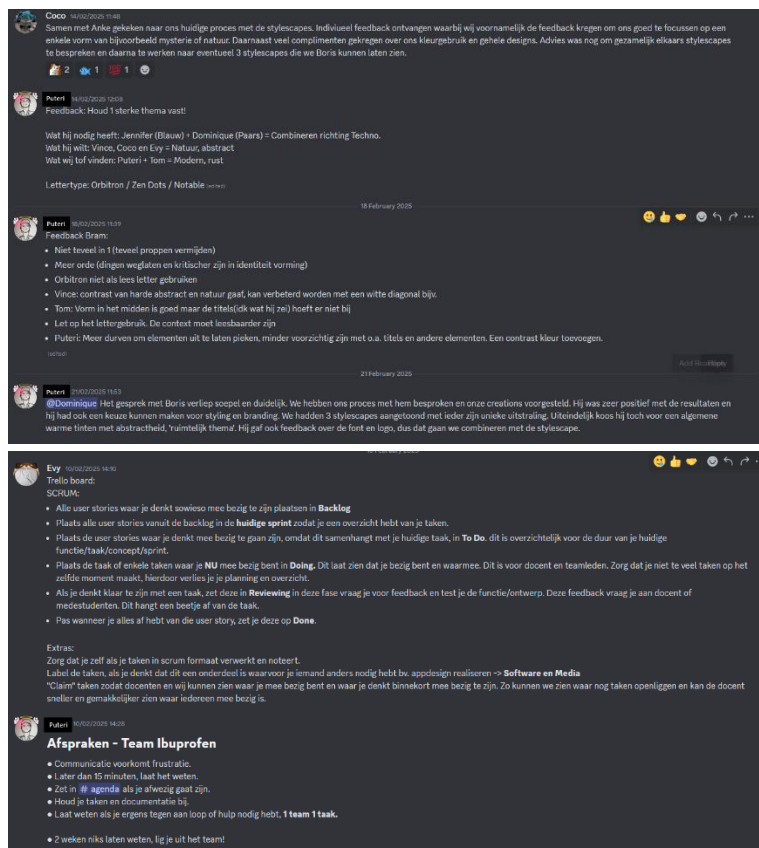 Coco 14/02/2025 11:48
Samen met Anke gekeken naar ons huidige proces met de stylescapes. Indiviueel feedback ontvangen waarbij wij voornamelijk de feedback kregen om ons goed te focussen op een
enkele vorm van bijvoorbeeld mysterie of natuur. Daarnaast veel complimenten gekregen over ons kleurgebruik en gehele designs. Advies was nog om gezamelijk elkaars stylescapes
te bespreken en daarna te werken naar eventueel 3 stylescapes die we Boris kunnen laten zien.
2 1 1
Puteri 14/02/2025 12:03
Feedback: Houd 1 sterke thema vast!
Wat hij nodig heeft: Jennifer (Blauw) + Dominique (Paars) = Combineren richting Techno.
Wat hij wilt: Vince, Coco en Evy = Natuur, abstract
Wat wij tof vinden: Puteri + Tom = Modern, rust
Lettertype: Orbitron / Zen Dots / Notable (edited)
18 February 2025
Puteri 18/02/2025 11:39
Feedback Bram:
• Niet teveel in 1 (teveel proppen vermijden)
• Meer orde (dingen weglaten en kritischer zijn in identiteit vorming)
• Orbitron niet als lees letter gebruiken
• Vince: contrast van harde abstract en natuur gaaf, kan verbeterd worden met een witte diagonal bijv.
• Tom: Vorm in het midden is goed maar de titels(idk wat hij zei) hoeft er niet bij
• Let op het lettergebruik. De context moet leesbaarder zijn
• Puteri: Meer durven om elementen uit te laten pieken, minder voorzichtig zijn met o.a. titels en andere elementen. Een contrast kleur toevoegen.
(edited)
Add Reaction Reply
21 February 2025
Puteri 21/02/2025 11:53
@Dominique Het gesprek met Boris verliep soepel en duidelijk. We hebben ons proces met hem besproken en onze creations voorgesteld. Hij was zeer positief met de resultaten en
hij had ook een keuze kunnen maken voor styling en branding. We hadden 3 stylescapes aangetoond met ieder zijn unieke uitstraling. Uiteindelijk koos hij toch voor een algemene
warme tinten met abstractheid, 'ruimtelijk thema'. Hij gaf ook feedback over de font en logo, dus dat gaan we combineren met de stylescape.
Evy 10/02/2025 14:10
Trello board:
SCRUM:
• Alle user stories waar je denkt sowieso mee bezig te zijn plaatsen in Backlog
• Plaats alle user stories vanuit de backlog in de huidige sprint zodat je een overzicht hebt van je taken.
• Plaats de user stories waar je denkt mee bezig te gaan zijn, omdat dit samenhangt met je huidige taak, in To Do. dit is overzichtelijk voor de duur van je huidige
functie/taak/concept/sprint.
• Plaats de taak of enkele taken waar je NU mee bezig bent in Doing. Dit laat zien dat je bezig bent en waarmee. Dit is voor docent en teamleden. Zorg dat je niet te veel taken op het
zelfde moment maakt, hierdoor verlies je je planning en overzicht.
• Als je denkt klaar te zijn met een taak, zet deze in Reviewing in deze fase vraag je voor feedback en test je de functie/ontwerp. Deze feedback vraag je aan docent of
medestudenten. Dit hangt een beetje af van de taak.
• Pas wanneer je alles af hebt van die user story, zet je deze op Done.
Extras:
Zorg dat je zelf als je taken in scrum formaat verwerkt en noteert.
Label de taken, als je denkt dat dit een onderdeel is waarvoor je iemand anders nodig hebt bv. appdesign realiseren -> Software en Media
"Claim" taken zodat docenten en wij kunnen zien waar je mee bezig bent en waar je denkt binnekort mee bezig te zijn. Zo kunnen we zien waar nog taken openliggen en kan de docent
sneller en gemakkelijker zien waar iedereen mee bezig is.
Puteri 10/02/2025 14:28
Afspraken - Team Ibuprofen
● Communicatie voorkomt frustratie.
● Later dan 15 minuten, laat het weten.
● Zet in # agenda als je afwezig gaat zijn.
● Houd je taken en documentatie bij.
● Laat weten als je ergens tegen aan loop of hulp nodig hebt, 1 team 1 taak.
● 2 weken niks laten weten, lig je uit het team!